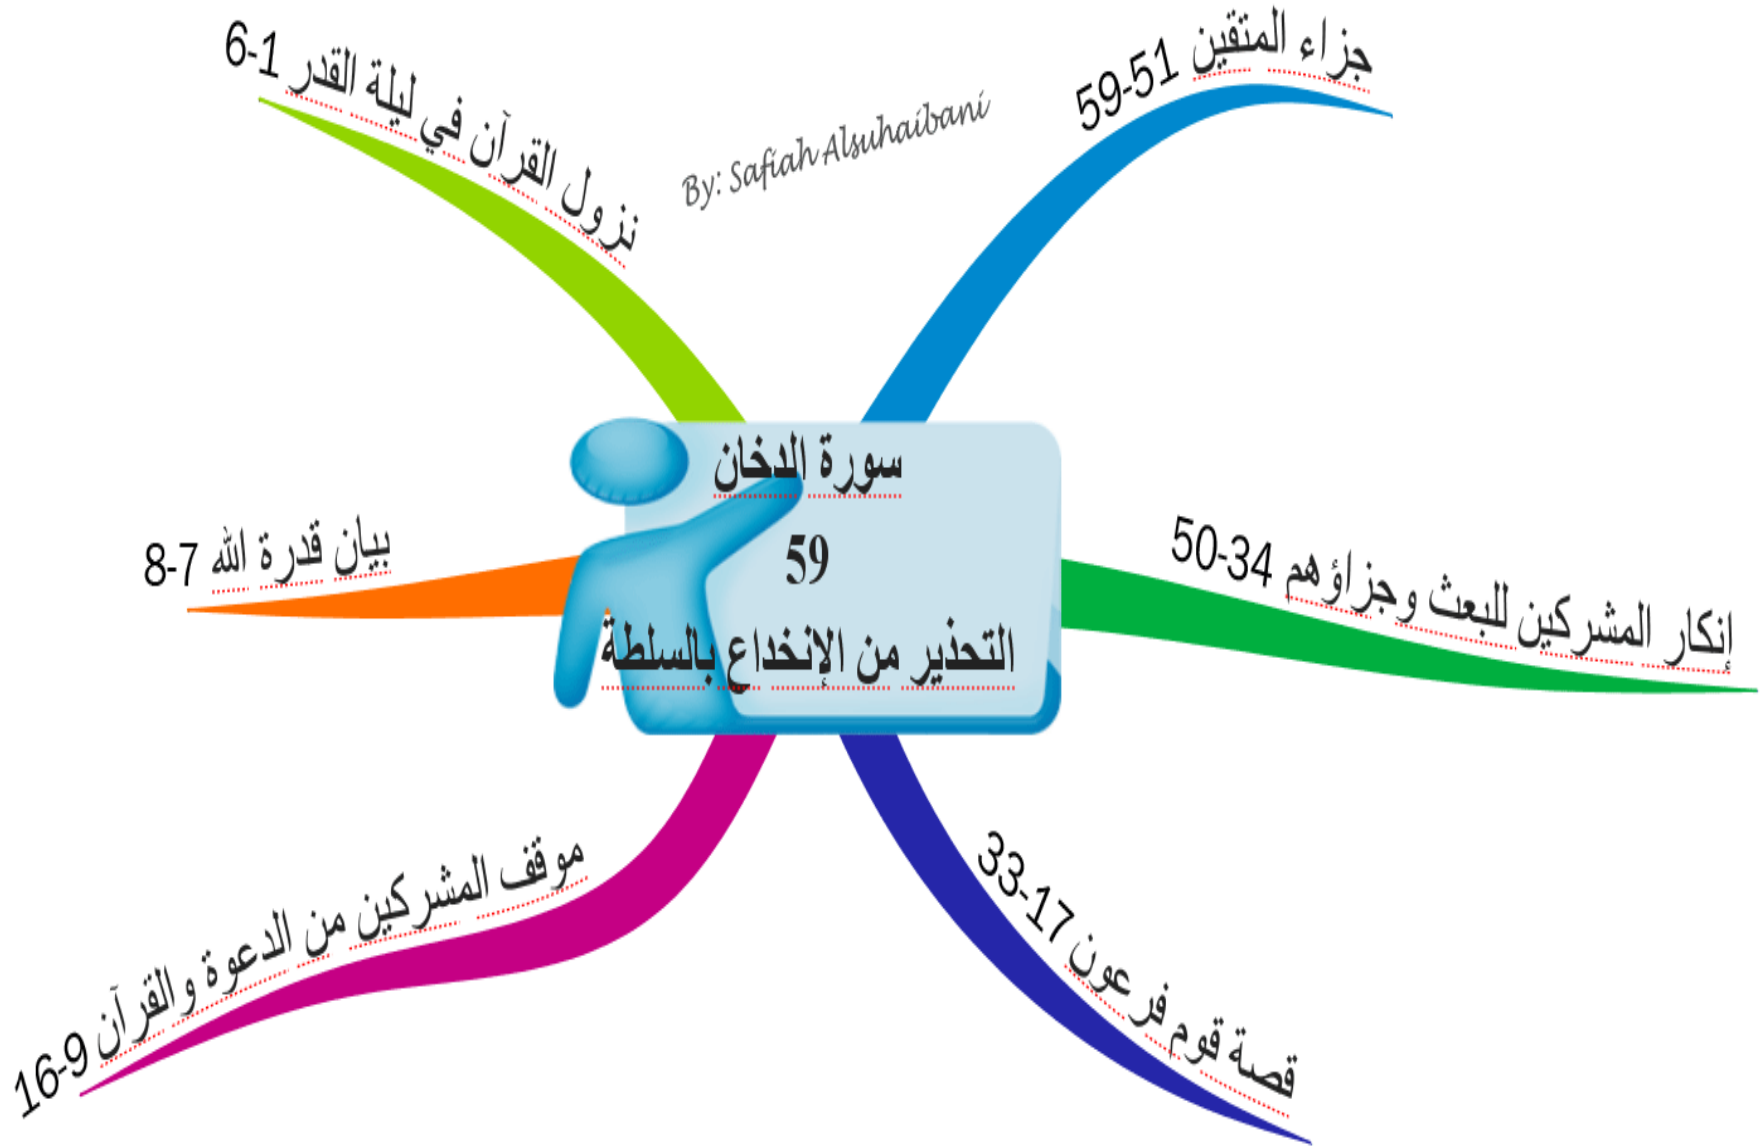 سورة الدخان
59
التحذير من الإنخداع بالسلطة
By: Safiah Alsuhaibani
نزول القرآن في ليلة القدر 1-6
بيان قدرة الله 7-8
موقف المشركين من الدعوة والقرآن 9-16
قصة قوم فرعون 17-33
إنكار المشركين للبعث وجزاؤهم 34-50
جزاء المتقين 51-59